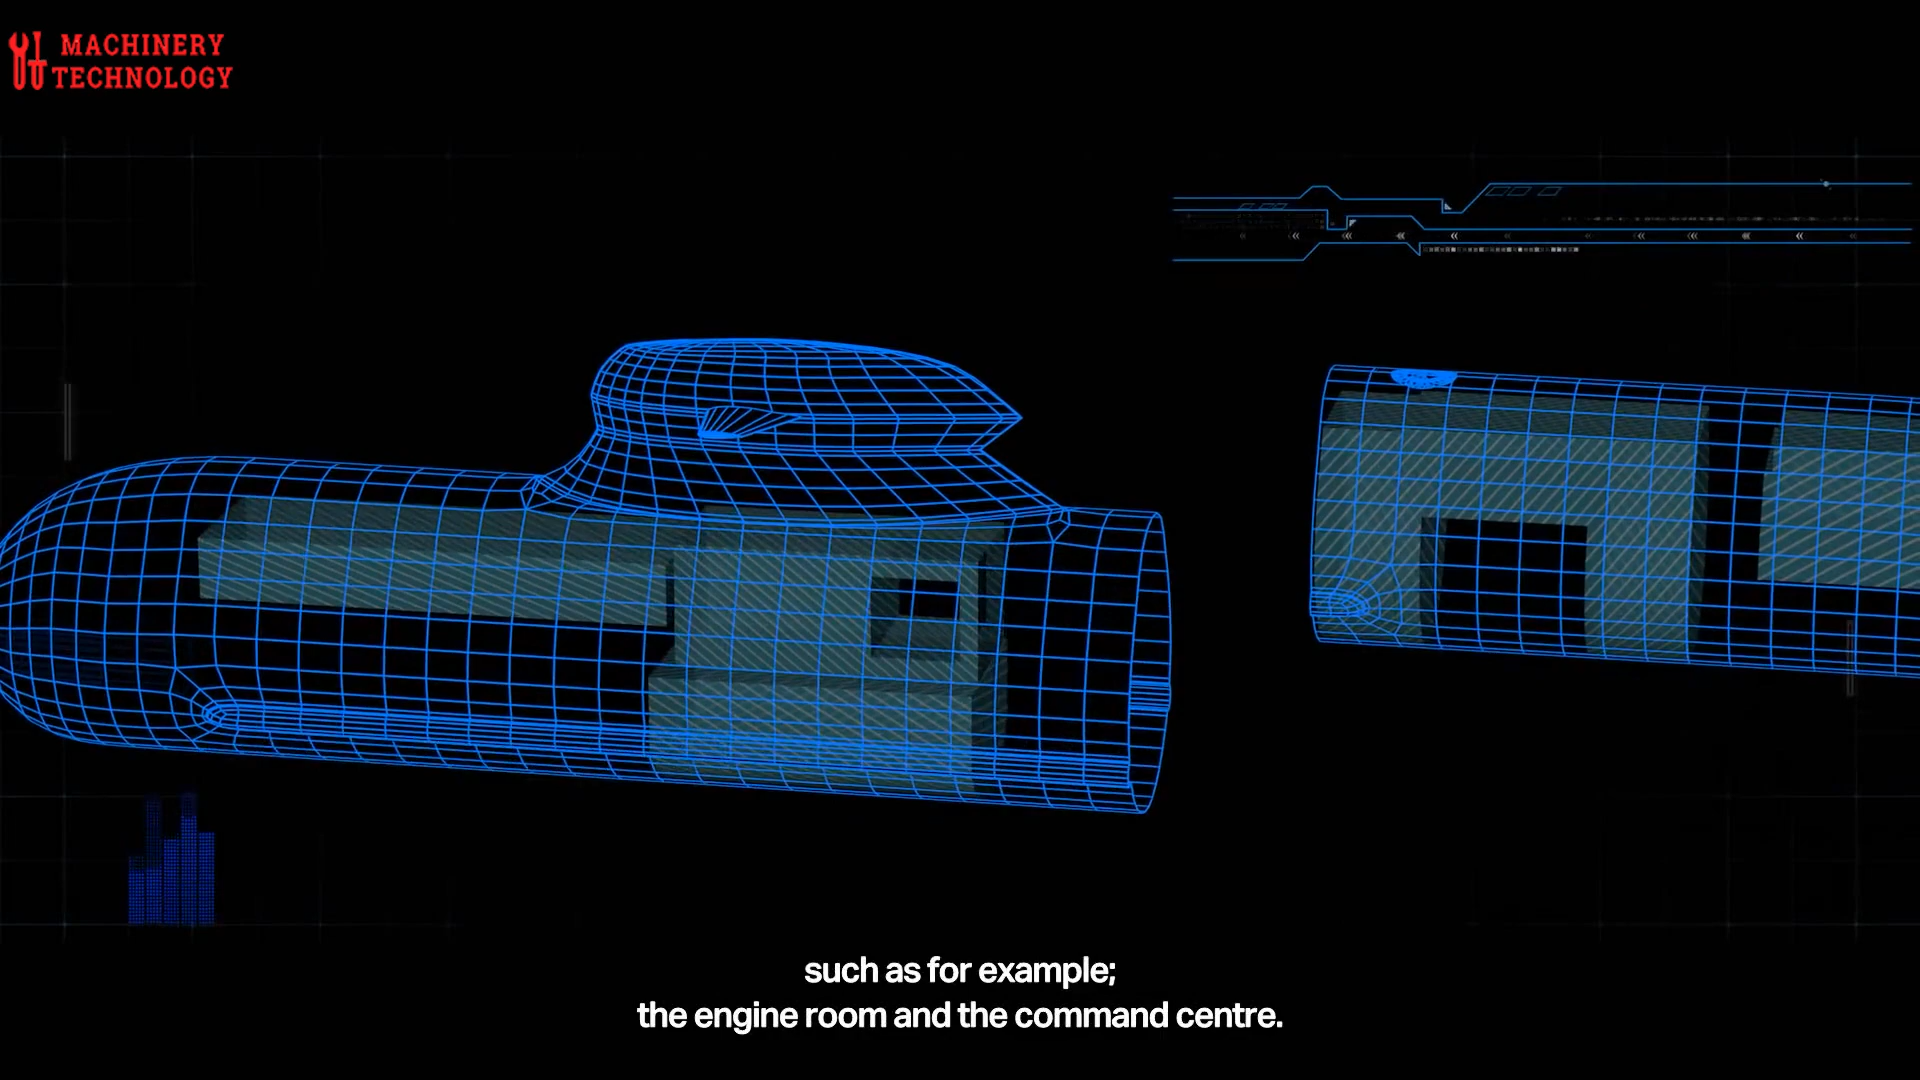 MACHINERY
TECHNOLOGY
such as for example;
the engine room and the command centre.